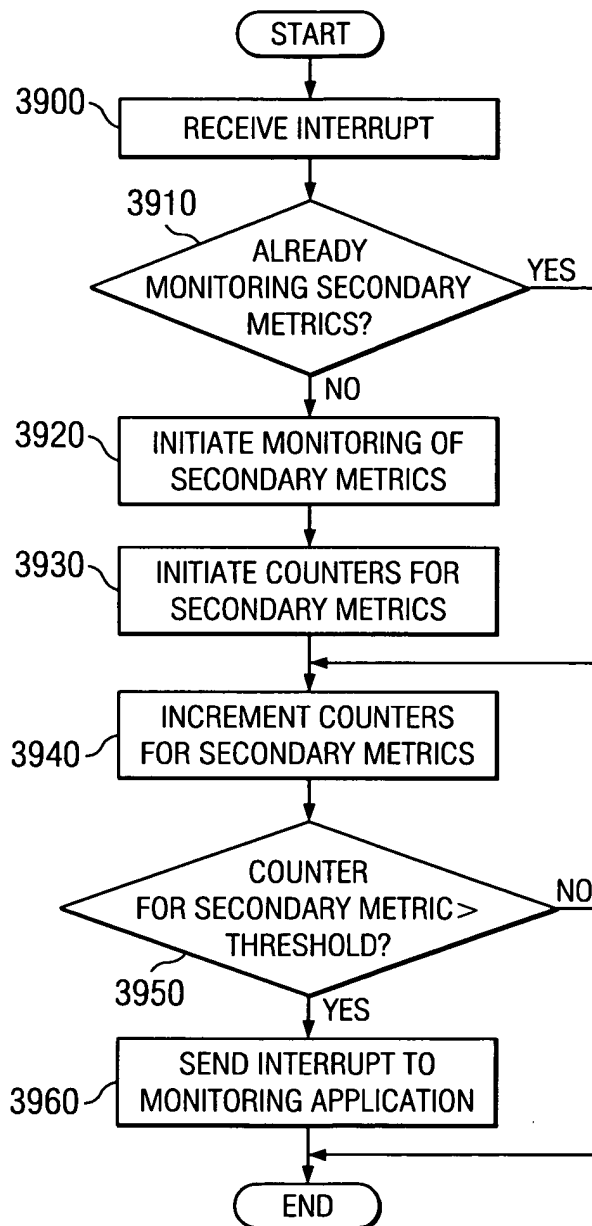 START
3900
RECEIVE INTERRUPT
3910
ALREADY
MONITORING SECONDARY
METRICS?
YES
NO
3920
INITIATE MONITORING OF
SECONDARY METRICS
3930
INITIATE COUNTERS FOR
SECONDARY METRICS
3940
INCREMENT COUNTERS
FOR SECONDARY METRICS
COUNTER
FOR SECONDARY METRIC >
THRESHOLD?
NO
3950
YES
3960
SEND INTERRUPT TO
MONITORING APPLICATION
END